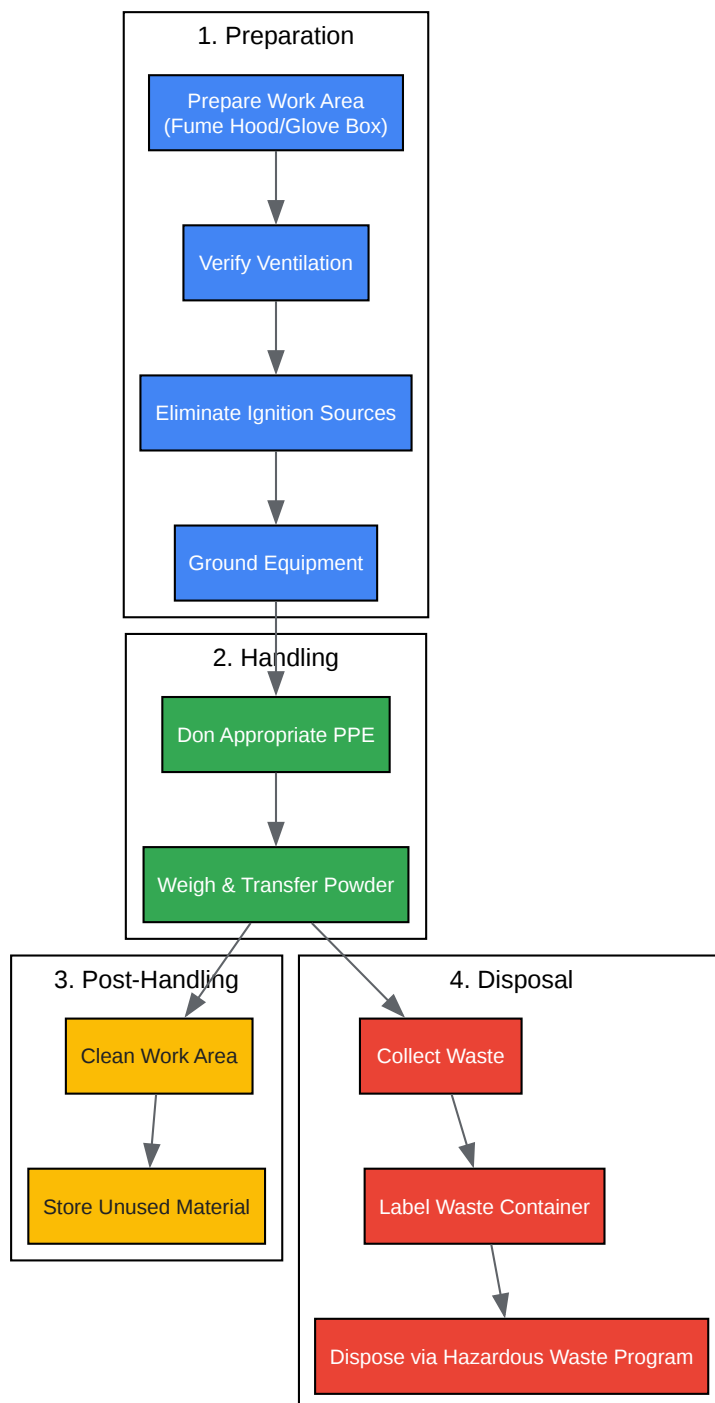 1. Preparation
Prepare Work Area
(Fume Hood/Glove Box)
Verify Ventilation
Eliminate Ignition Sources
Ground Equipment
2. Handling
Don Appropriate PPE
Weigh & Transfer Powder
3. Post-Handling
Clean Work Area
Store Unused Material
4. Disposal
Collect Waste
Label Waste Container
Dispose via Hazardous Waste Program